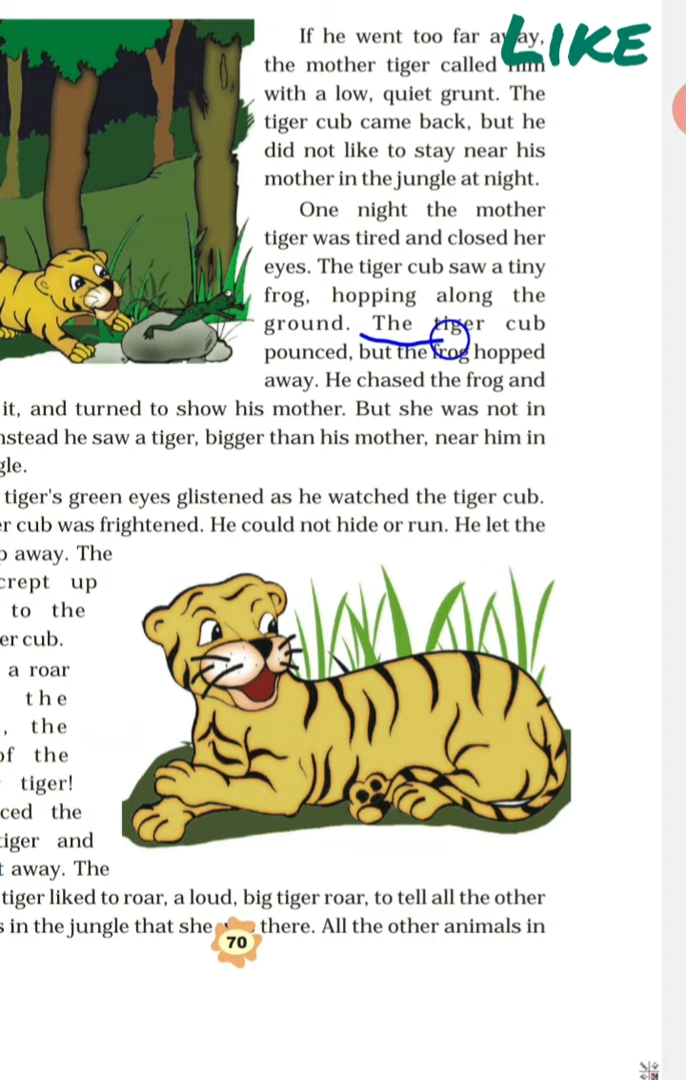 LIKE
If he went too far away,
the mother tiger called him
with a low, quiet grunt. The
tiger cub came back, but he
did not like to stay near his
mother in the jungle at night.
One night the mother
tiger was tired and closed her
eyes. The tiger cub saw a tiny
frog, hopping along the
ground. The tiger cub
pounced, but the frog hopped
away. He chased the frog and
it, and turned to show his mother. But she was not in
he saw a tiger, bigger than his mother, near him in
tiger's green eyes glistened as he watched the tiger cub.
cub was frightened. He could not hide or run. He let the
away. The
crept up
to the
cub.
a roar
the
, the
of the
tiger!
the
tiger and
away. The
tiger liked to roar, a loud, big tiger roar, to tell all the other
in the jungle that she there. All the other animals in
70